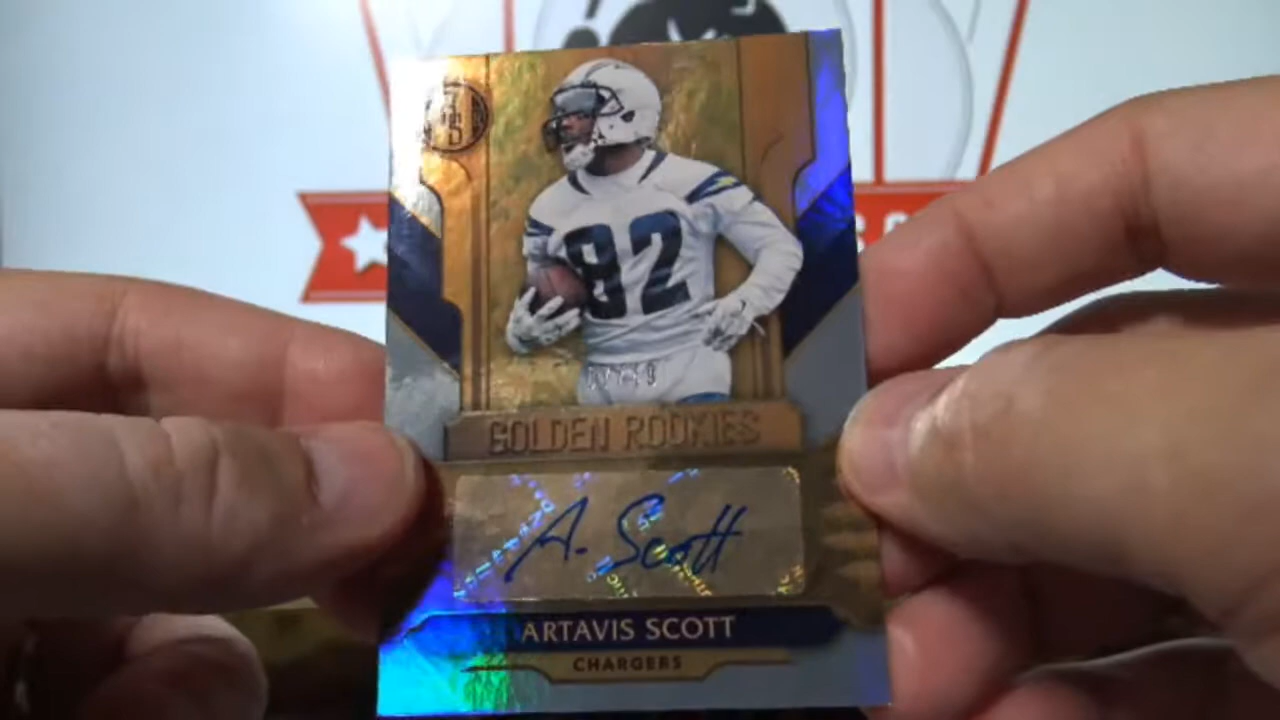 82
GOLDEN ROOKIES
A. Scott
ARTAVIS SCOTT
CHARGERS